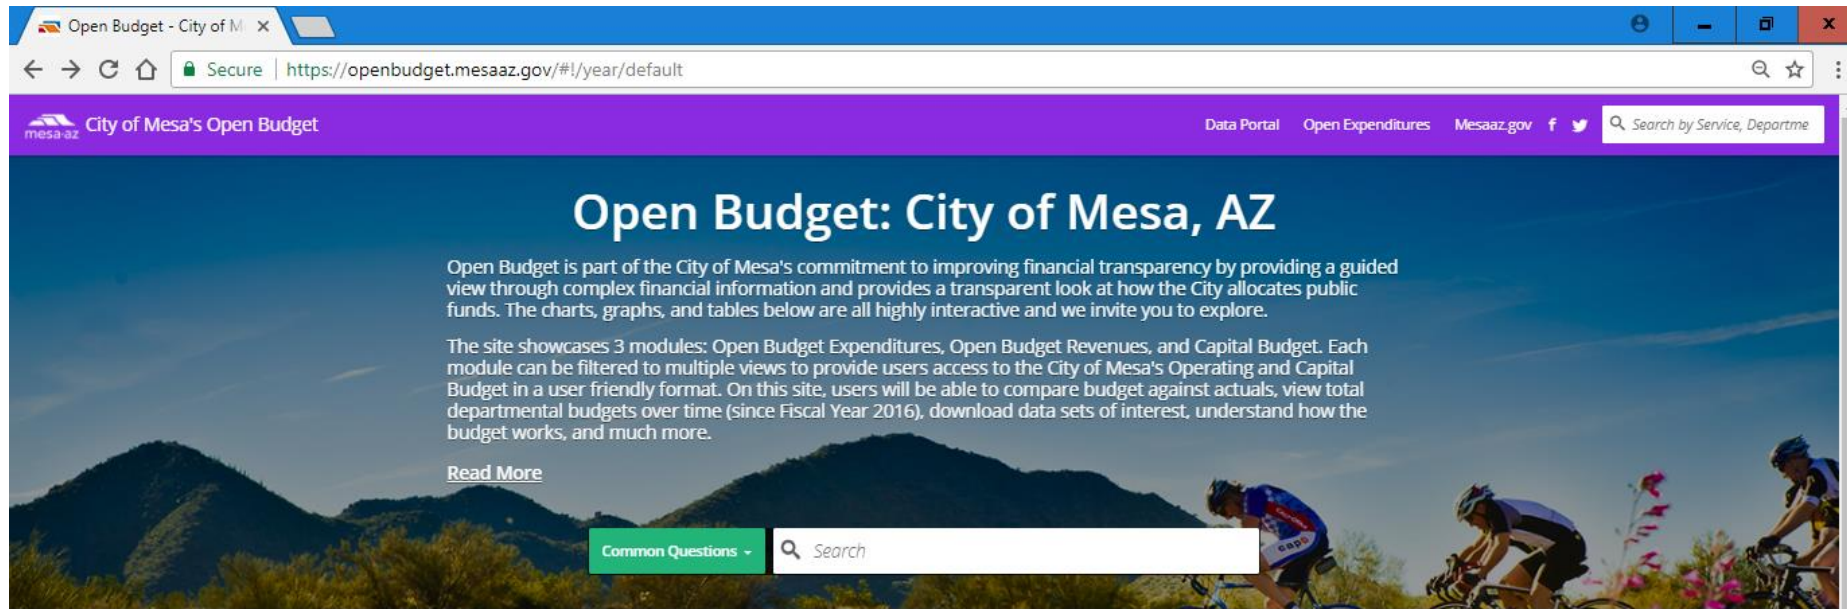 Open Budget - City of M
Secure | https://openbudget.mesaaz.gov/#!/year/default
mesa·az City of Mesa's Open Budget
Data Portal Open Expenditures Mesaaz.gov f Search by Service, Departme
Open Budget: City of Mesa, AZ
Open Budget is part of the City of Mesa's commitment to improving financial transparency by providing a guided
view through complex financial information and provides a transparent look at how the City allocates public
funds. The charts, graphs, and tables below are all highly interactive and we invite you to explore.
The site showcases 3 modules: Open Budget Expenditures, Open Budget Revenues, and Capital Budget. Each
module can be filtered to multiple views to provide users access to the City of Mesa's Operating and Capital
Budget in a user friendly format. On this site, users will be able to compare budget against actuals, view total
departmental budgets over time (since Fiscal Year 2016), download data sets of interest, understand how the
budget works, and much more.
Read More
Common Questions
Search